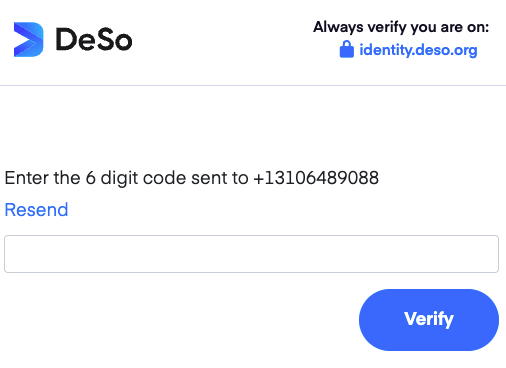 DeSo
Always verify you are on:
identity.deso.org
Enter the 6 digit code sent to +13106489088
Resend
Verify